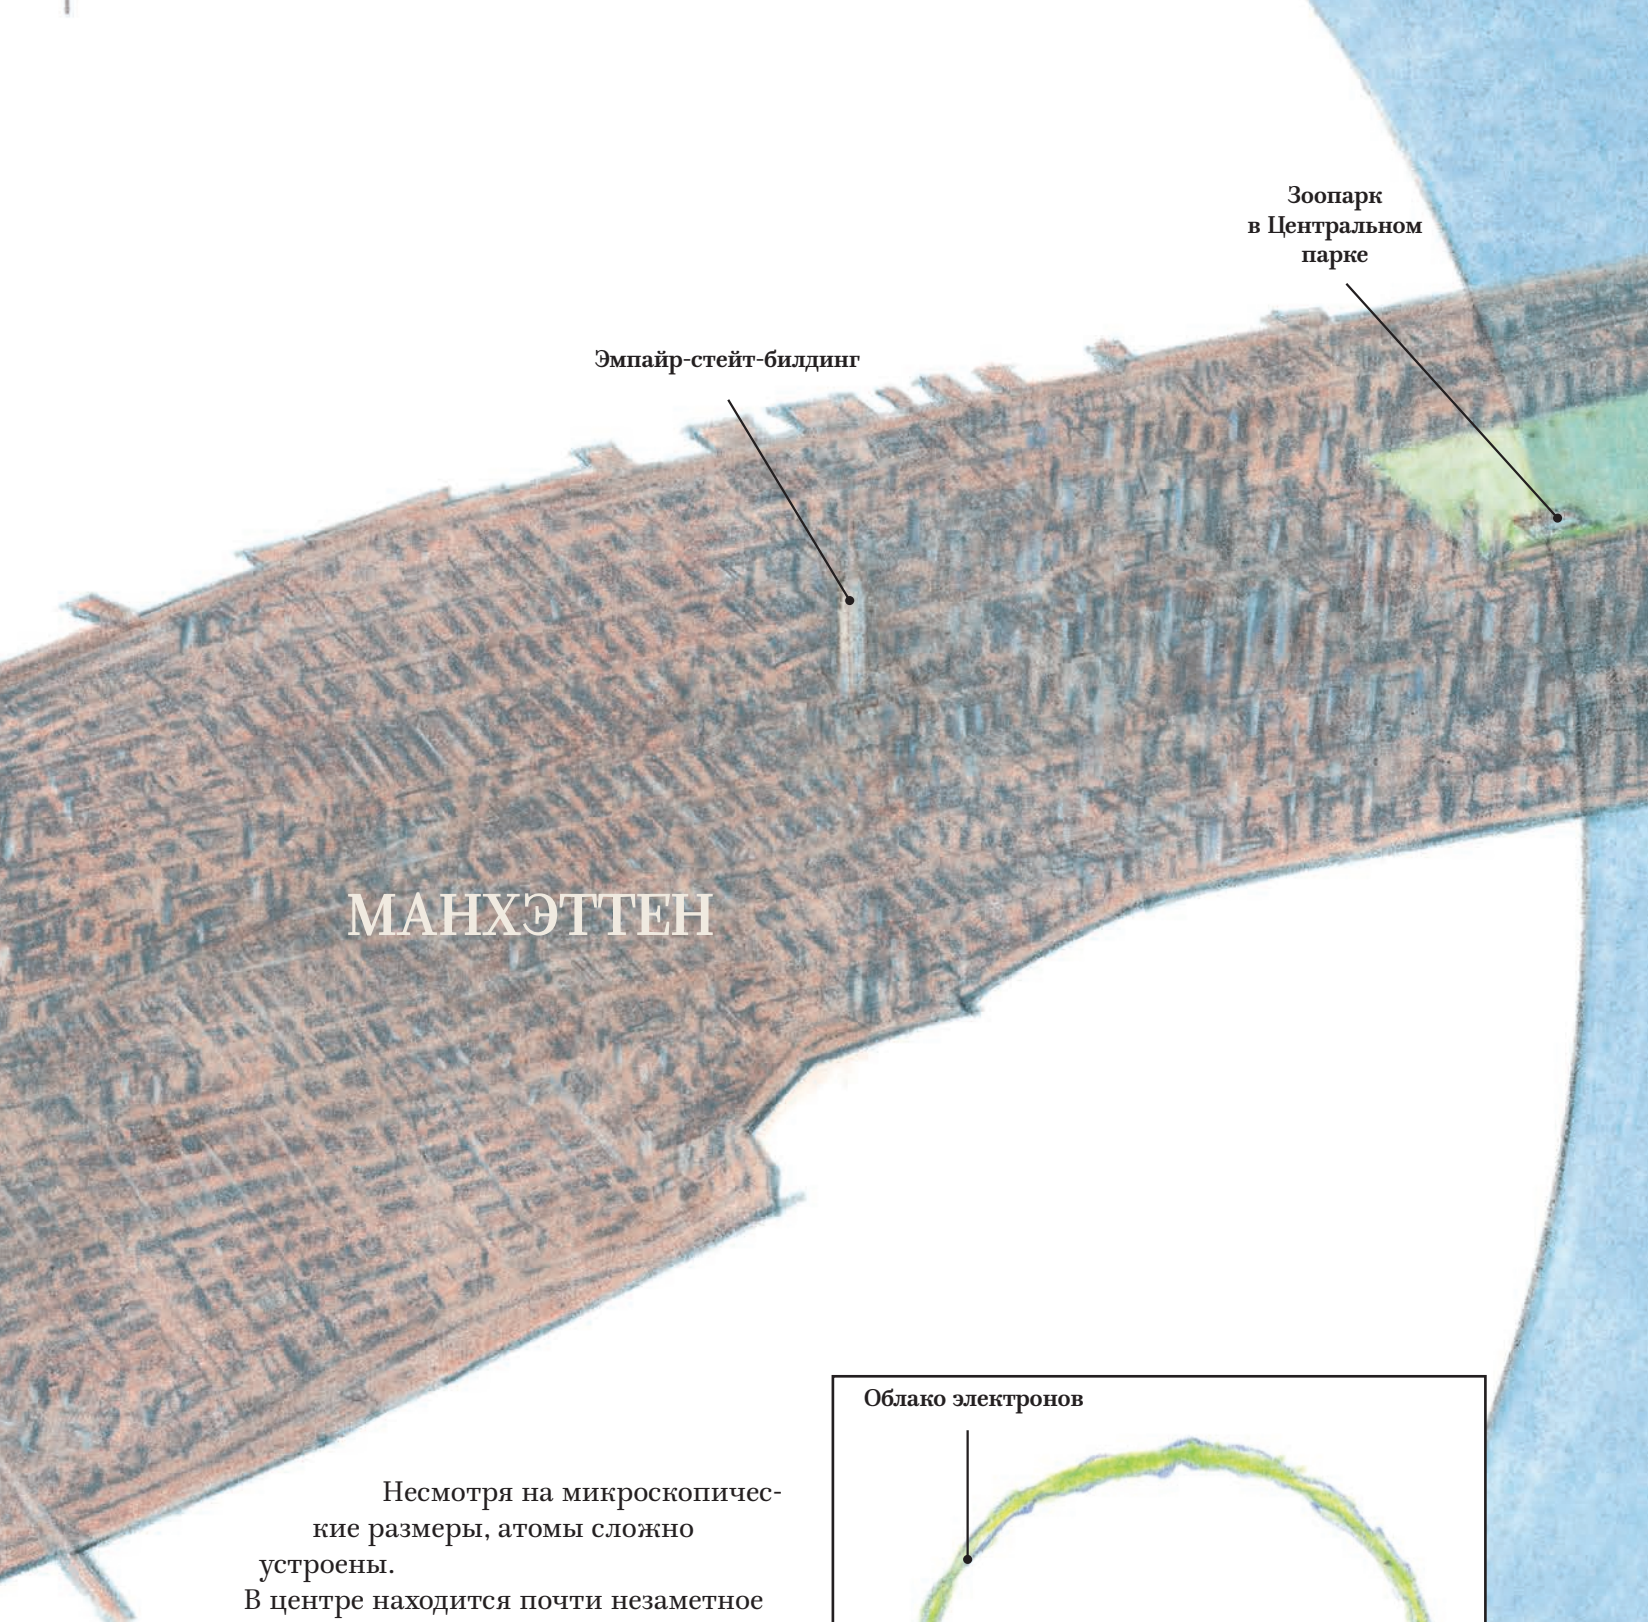 Зоопарк
в Центральном
парке
Эмпайр-стейт-билдинг
МАНХЭТТЕН
Облако электронов
Несмотря на микроскопичес-
кие размеры, атомы сложно
устроены.
В центре находится почти незаметное